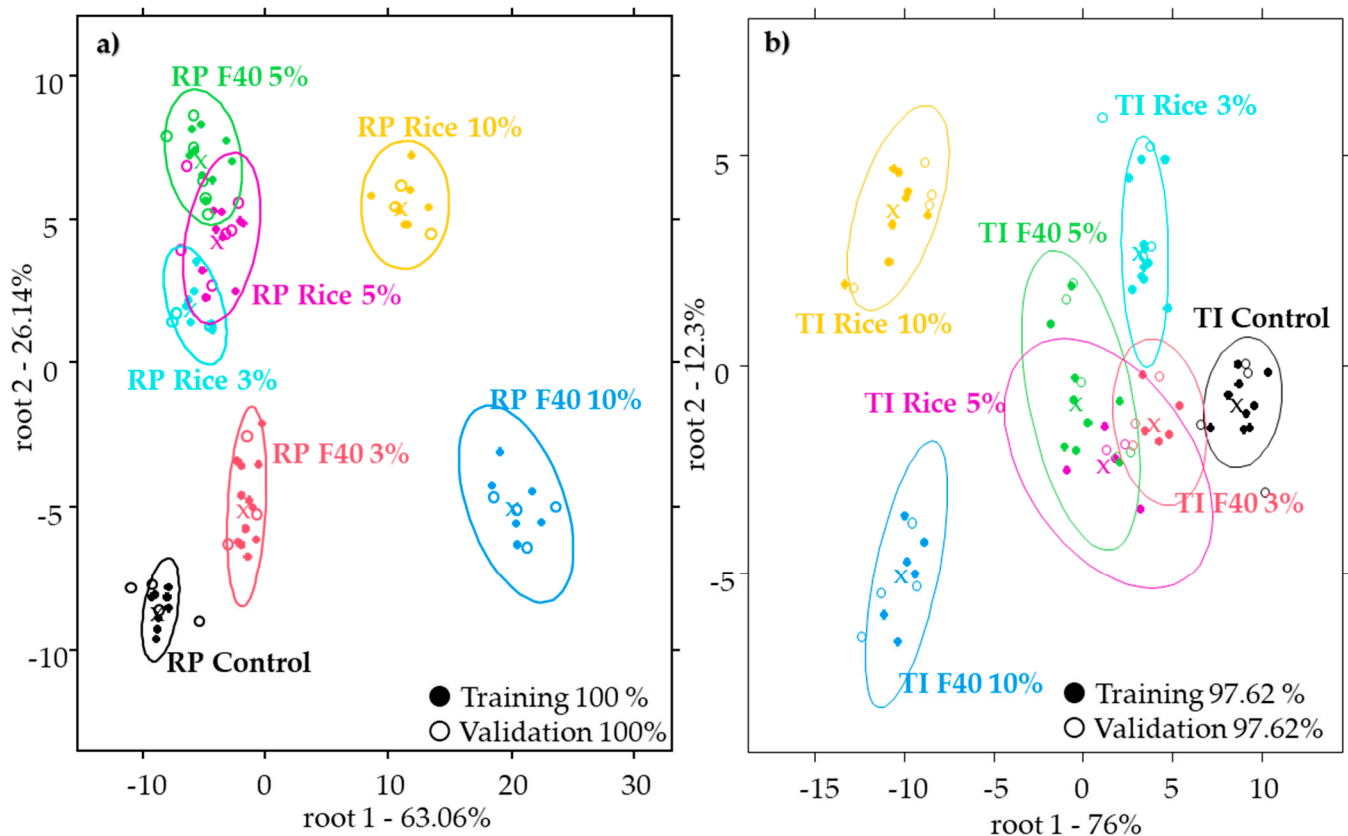 a)
RP F40 5%
RP Rice 10%
RP Rice 5%
RP Rice 3%
RP F40 10%
RP F40 3%
RP Control
Training 100 %
Validation 100%
10
5
0
-5
-10
root 2 - 26.14%
-10 0 10 20 30
root 1 - 63.06%
b)
TI Rice 3%
TI F40 5%
TI Rice 10%
TI Control
TI Rice 5%
TI F40 3%
TI F40 10%
Training 97.62 %
Validation 97.62%
5
0
-5
root 2 - 12.3%
-15 -10 -5 0 5 10
root 1 - 76%